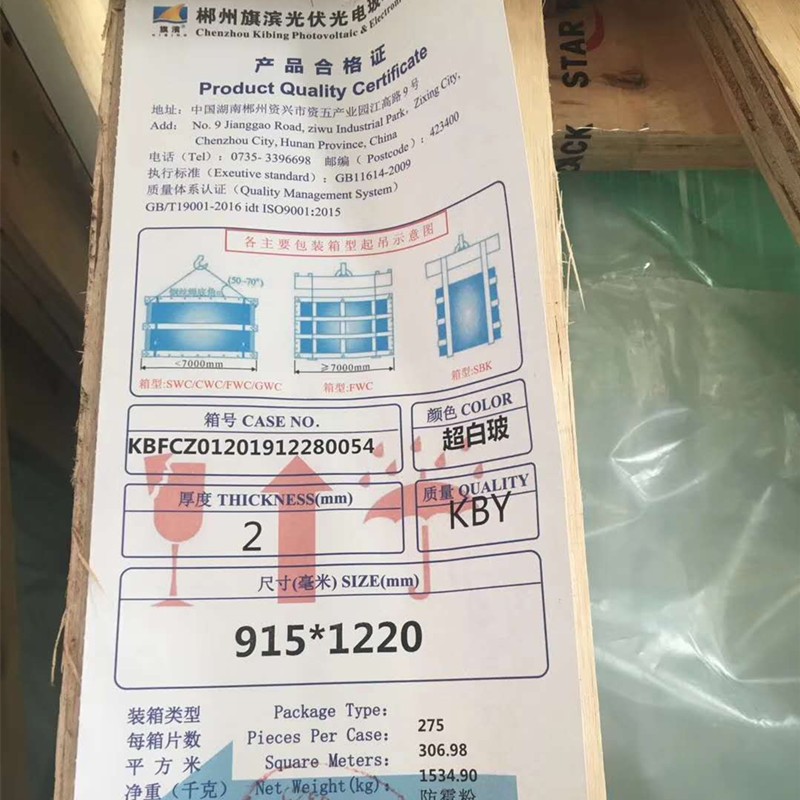 旗滨
KIBING
郴州旗滨光伏光电玻
Chenzhou Kibing Photovoltaic & Electroni
产品合格证
Product Quality Certificate
地址：中国湖南郴州资兴市资五产业园江高路9号
Add: No. 9 Jianggao Road, ziwu Industrial Park, Zixing City,
Chenzhou City, Hunan Province, China
电话（Tel）: 0735- 3396698 邮编（Postcode）: 423400
执行标准（Exeutive standard）: GB11614-2009
质量体系认证（Quality Management System）
GB/T19001-2016 idt ISO9001:2015
各主要包装箱型起吊示意图
(50~70°)
<7000mm
≥7000mm
箱型:SWC/CWC/FWC/GWC
箱型:FWC
箱型:SBK
箱号 CASE NO.
KBFCZ01201912280054
颜色 COLOR
超白玻
厚度 THICKNESS(mm)
2
质量 QUALITY
KBY
尺寸(毫米) SIZE(mm)
915*1220
装箱类型 Package Type:
每箱片数 Pieces Per Case: 275
平方米 Square Meters: 306.98
净重（千克） Net Weight(kg): 1534.90
防霉粉
PACK STAR